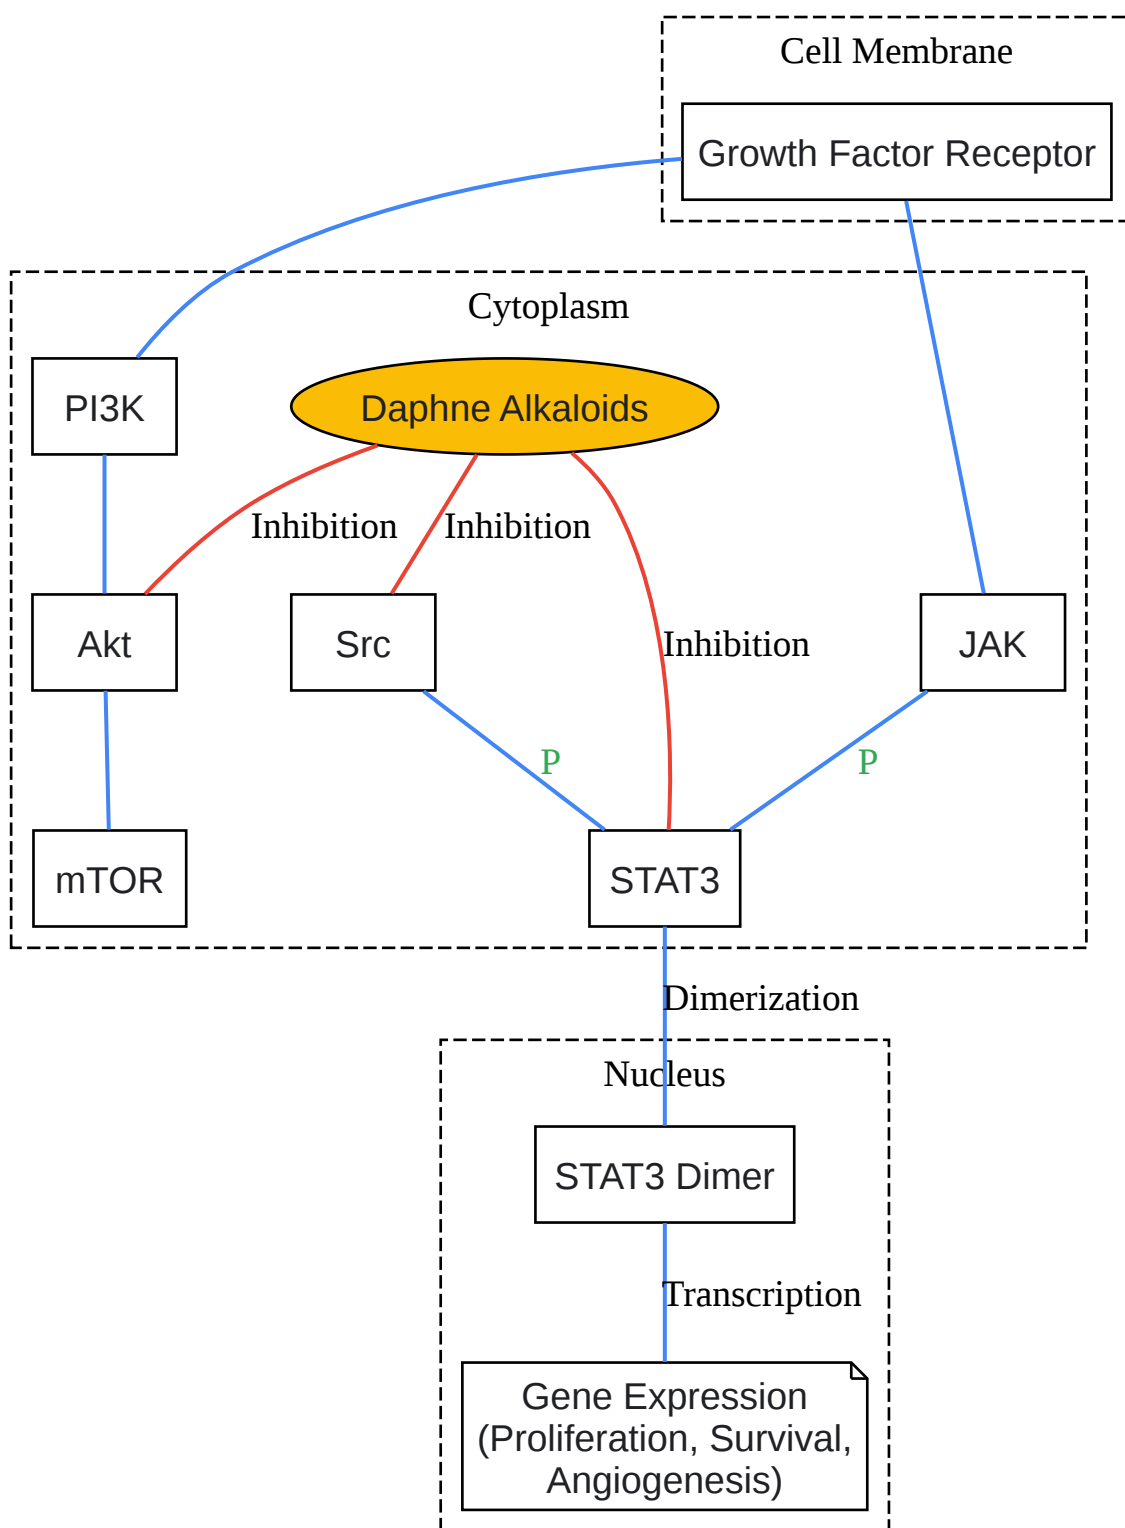 Cell Membrane
Growth Factor Receptor
Cytoplasm
PI3K
Daphne Alkaloids
Inhibition
Inhibition
Akt
Src
Inhibition
JAK
P
P
mTOR
STAT3
Dimerization
Nucleus
STAT3 Dimer
Transcription
Gene Expression
(Proliferation, Survival,
Angiogenesis)